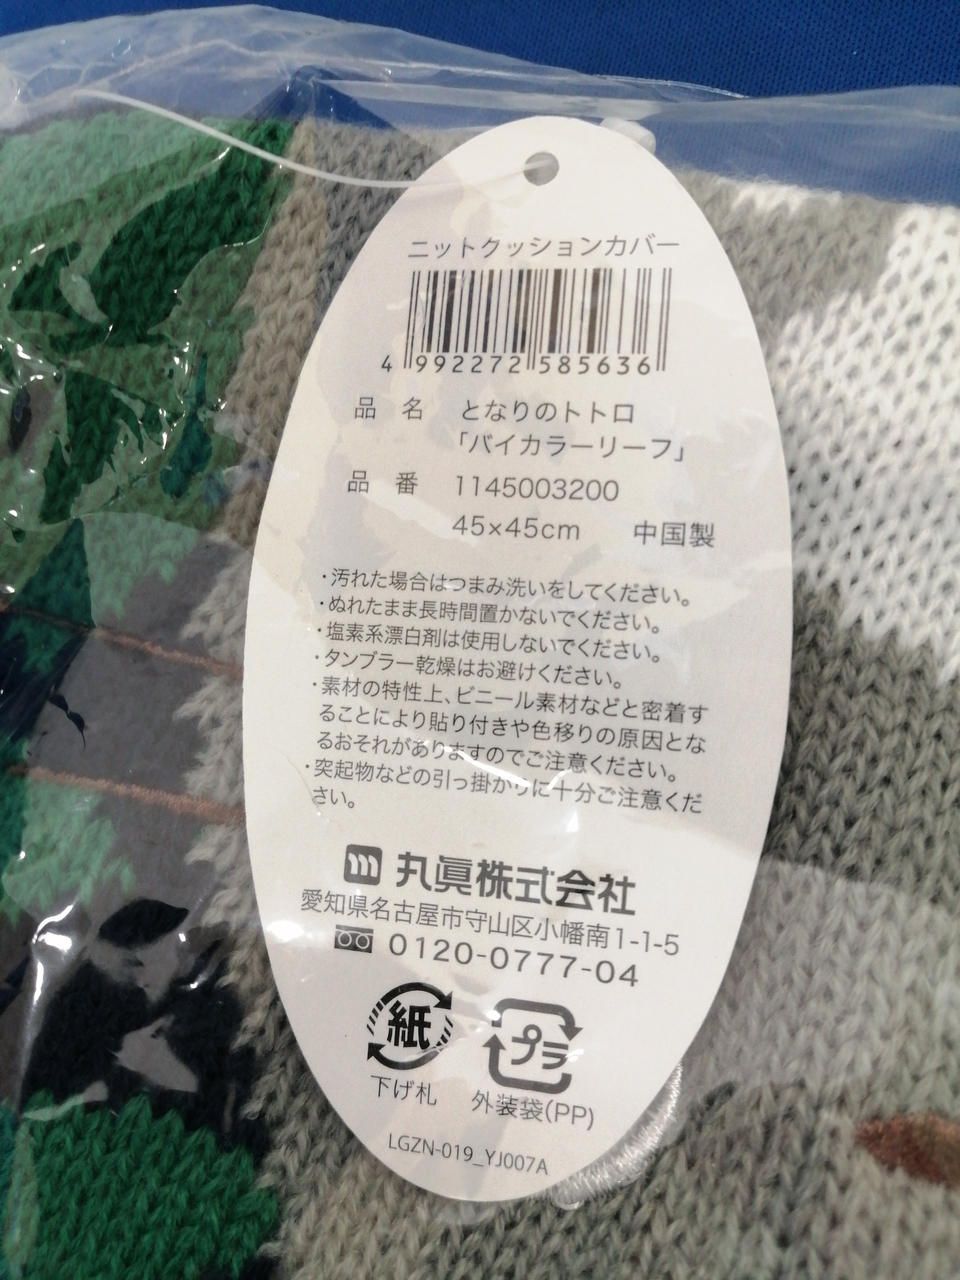 ニットクッションカバー
4 992272 585636
品 名 となりのトトロ
「バイカラーリーフ」
品 番 1145003200
45×45cm 中国製
・汚れた場合はつまみ洗いをしてください。
・ぬれたまま長時間置かないでください。
・塩素系漂白剤は使用しないでください。
・タンブラー乾燥はお避けください。
・素材の特性上、ビニール素材などと密着す
ることにより貼り付きや色移りの原因とな
るおそれがありますのでご注意ください。
・突起物などの引っ掛かりに十分ご注意くだ
さい。
丸眞株式会社
愛知県名古屋市守山区小幡南1-1-5
0120-0777-04
紙 プラ
下げ札 外装袋(PP)
LGZN-019_YJ007A